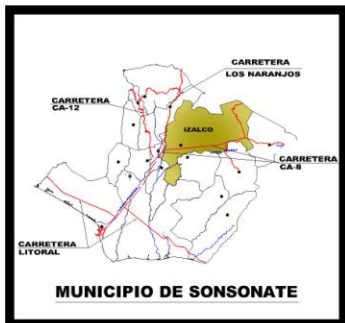 CARRETERA
LOS NARANJOS
CARRETERA
CA-12
IZALCO
CARRETERA
CA-8
CARRETERA
LITORAL
MUNICIPIO DE SONSONATE